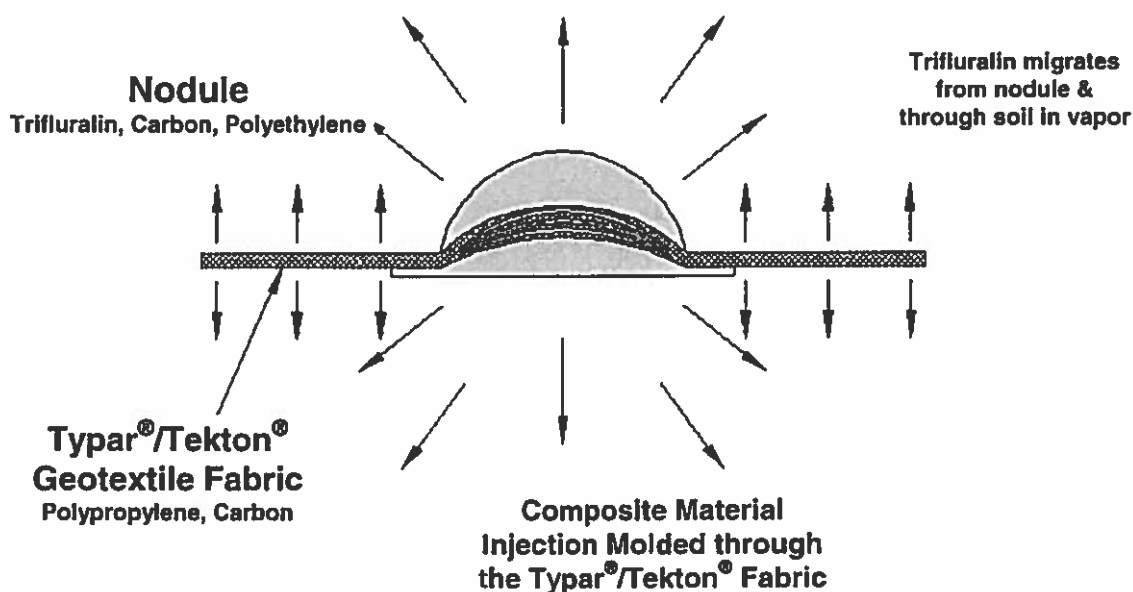 Nodule
Trifluralin, Carbon, Polyethylene
Trifluralin migrates
from nodule &
through soil in vapor
Typar®/Tekton®
Geotextile Fabric
Polypropylene, Carbon
Composite Material
Injection Molded through
the Typar®/Tekton® Fabric